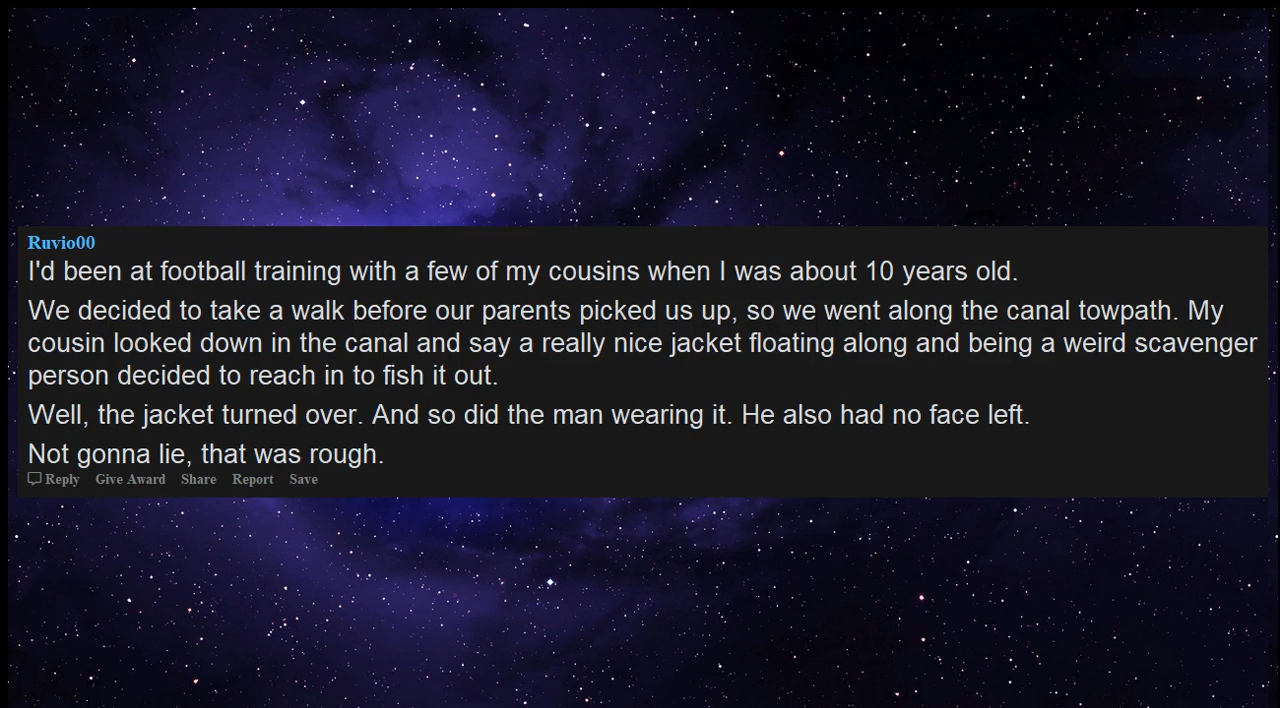 Ruvio00
I'd been at football training with a few of my cousins when I was about 10 years old.
We decided to take a walk before our parents picked us up, so we went along the canal towpath. My
cousin looked down in the canal and say a really nice jacket floating along and being a weird scavenger
person decided to reach in to fish it out.
Well, the jacket turned over. And so did the man wearing it. He also had no face left.
Not gonna lie, that was rough.
Reply Give Award Share Report Save